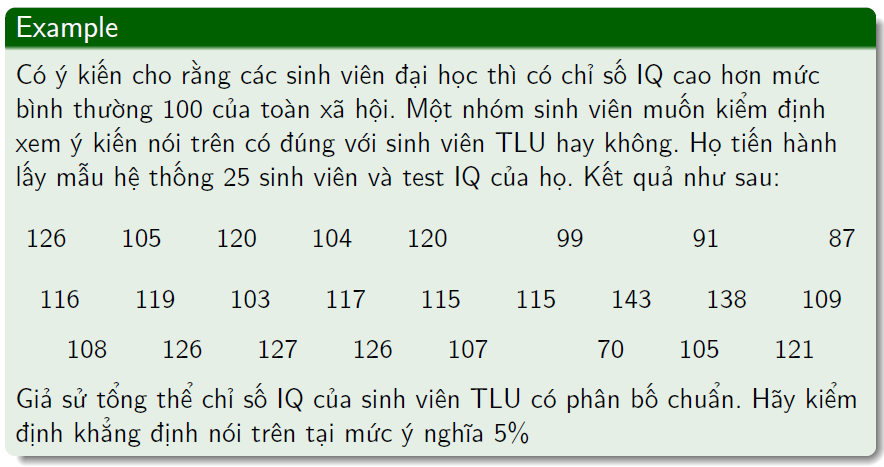 Example
Có ý kiến cho rằng các sinh viên đại học thì có chỉ số IQ cao hơn mức
bình thường 100 của toàn xã hội. Một nhóm sinh viên muốn kiểm định
xem ý kiến nói trên có đúng với sinh viên TLU hay không. Họ tiến hành
lấy mẫu hệ thống 25 sinh viên và test IQ của họ. Kết quả như sau:
126 105 120 104 120 99 91 87
116 119 103 117 115 115 143 138 109
108 126 127 126 107 70 105 121
Giả sử tổng thể chỉ số IQ của sinh viên TLU có phân bố chuẩn. Hãy kiểm
định khẳng định nói trên tại mức ý nghĩa 5%